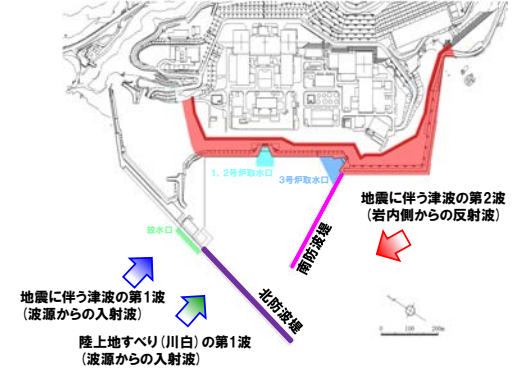 1, 2号炉取水口
3号炉取水口
地震に伴う津波の第2波
(岩内側からの反射波)
放水口
南防波堤
北防波堤
地震に伴う津波の第1波
(波源からの入射波)
陸上地すべり(川白)の第1波
(波源からの入射波)
0 100 200m